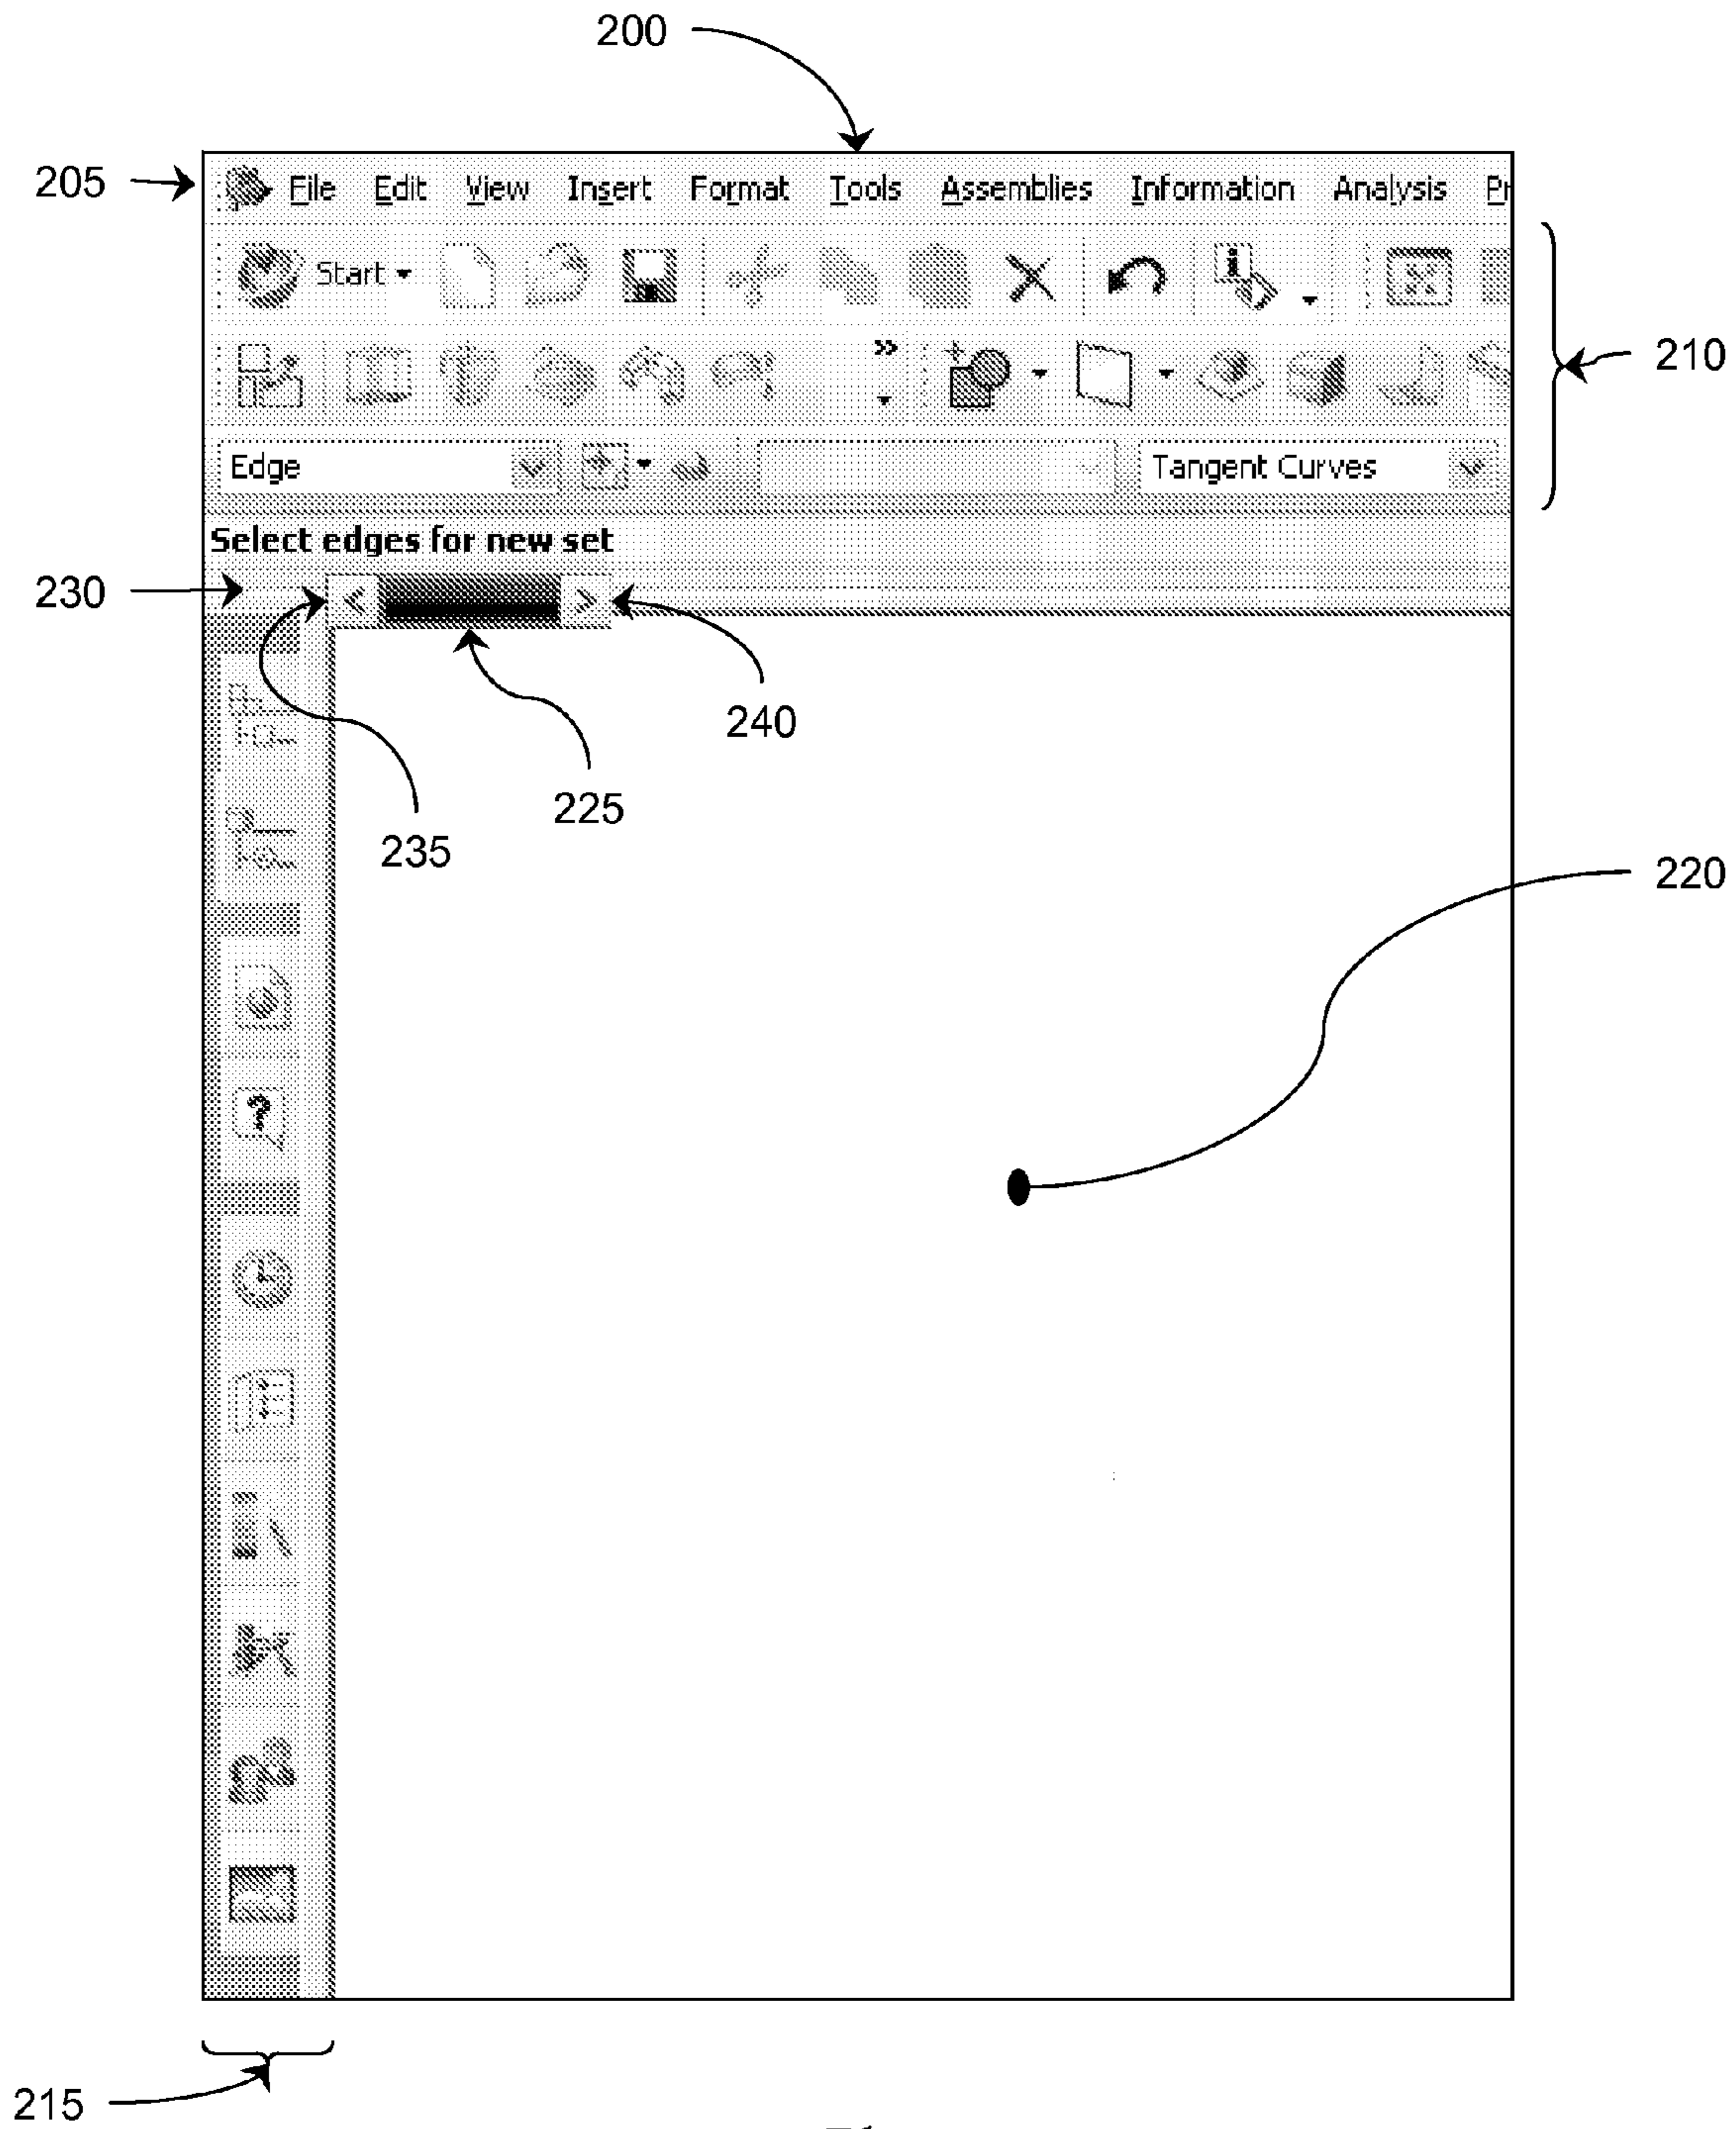 200
205
File Edit View Insert Format Tools Assemblies Information Analysis Pr
Start
210
Edge Tangent Curves
Select edges for new set
230
240
225
235
220
215